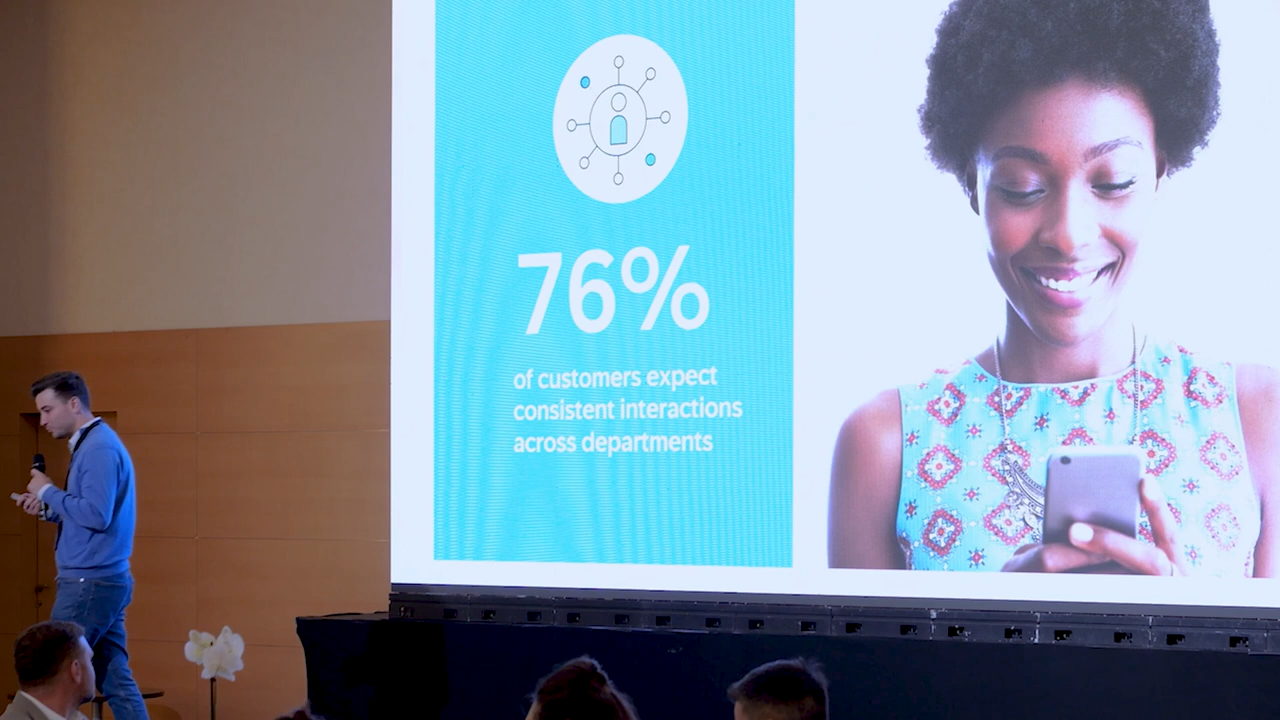 76%
of customers expect
consistent interactions
across departments